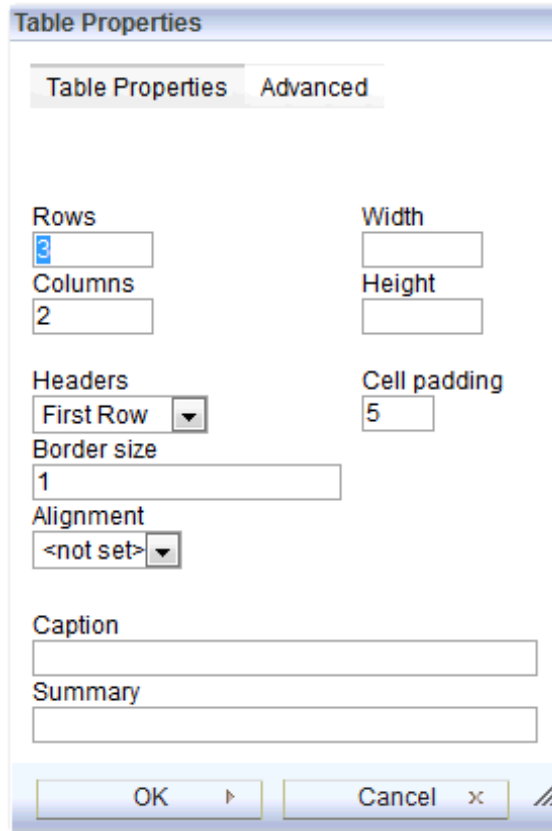 Table Properties
Table Properties Advanced
Rows Width
3
Columns Height
2
Headers Cell padding
First Row 5
Border size
1
Alignment
<not set>
Caption
Summary
OK Cancel x